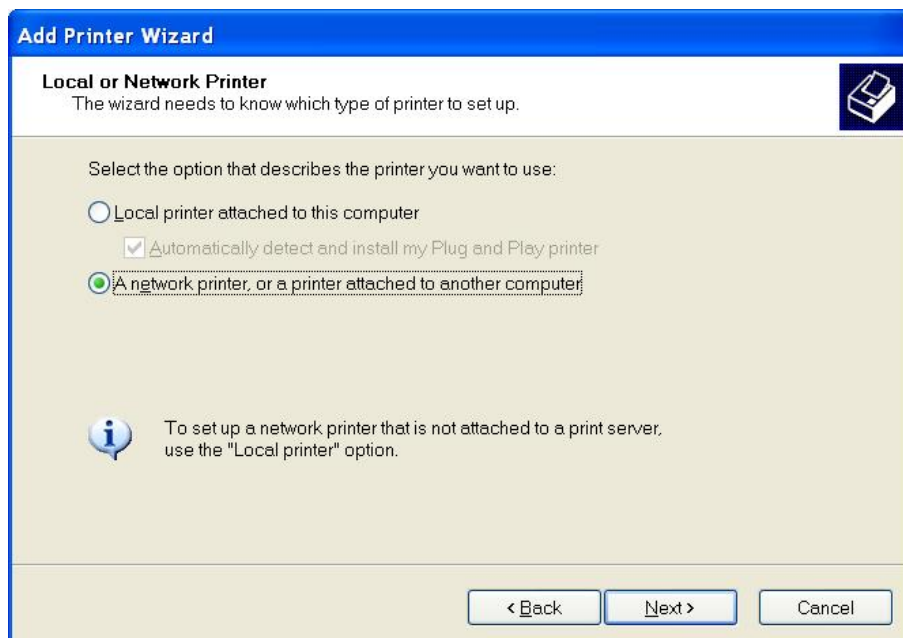 Add Printer Wizard
Local or Network Printer
The wizard needs to know which type of printer to set up.
Select the option that describes the printer you want to use:
Local printer attached to this computer
Automatically detect and install my Plug and Play printer
A network printer, or a printer attached to another computer
To set up a network printer that is not attached to a print server,
use the "Local printer" option.
< Back Next > Cancel